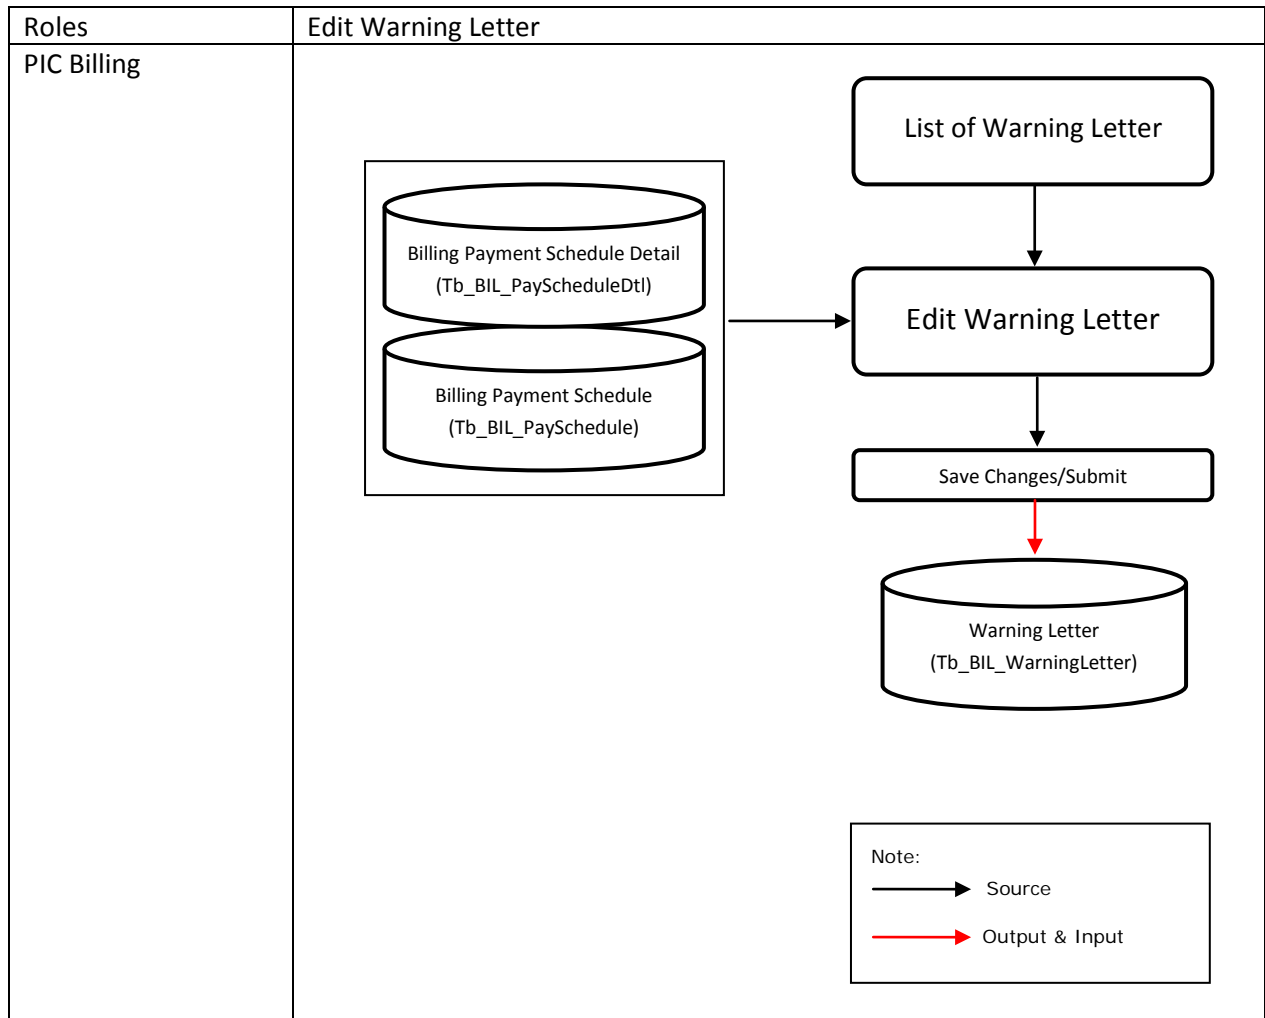 Roles
Edit Warning Letter
PIC Billing
List of Warning Letter
Billing Payment Schedule Detail
(Tb_BIL_PayScheduleDtl)
Edit Warning Letter
Billing Payment Schedule
(Tb_BIL_PaySchedule)
Save Changes/Submit
Warning Letter
(Tb_BIL_WarningLetter)
Note:
Source
Output & Input